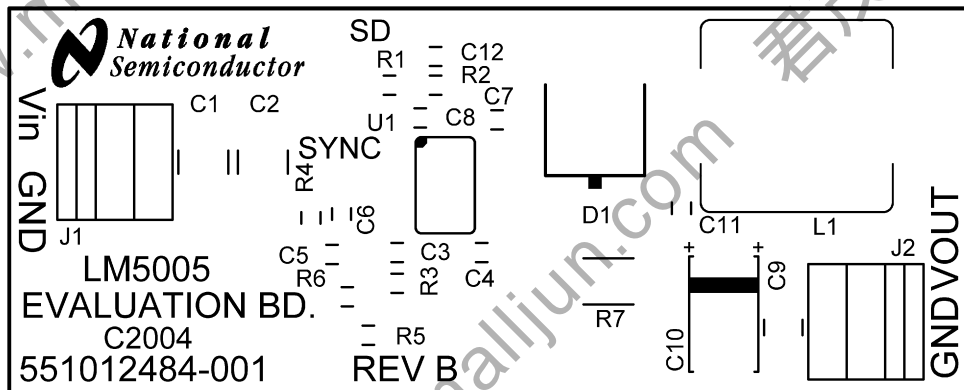 National
Semiconductor
SD
R1
C12
R2
C7
C8
U1
C1
C2
Vin
GND
J1
SYNC
R4
C6
C5
R6
C3
R3
C4
R5
D1
R7
C11
L1
C9
C10
J2
GND
VOUT
LM5005
EVALUATION BD.
C2004
551012484-001
REV B
malljun.com